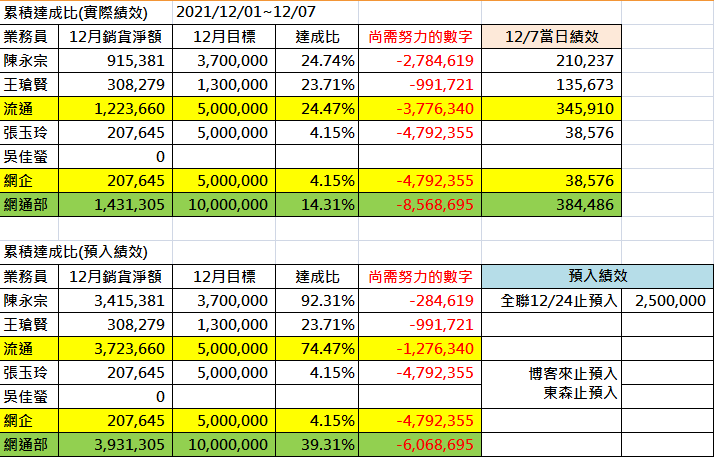 累積達成比(實際績效) 2021/12/01~12/07
業務員 12月銷貨淨額 12月目標 達成比 尚需努力的數字 12/7當日績效
陳永宗 915,381 3,700,000 24.74% -2,784,619 210,237
王瑲賢 308,279 1,300,000 23.71% -991,721 135,673
流通 1,223,660 5,000,000 24.47% -3,776,340 345,910
張玉玲 207,645 5,000,000 4.15% -4,792,355 38,576
吳佳螢 0
網企 207,645 5,000,000 4.15% -4,792,355 38,576
網通部 1,431,305 10,000,000 14.31% -8,568,695 384,486
累積達成比(預入績效)
業務員 12月銷貨淨額 12月目標 達成比 尚需努力的數字 預入績效
陳永宗 3,415,381 3,700,000 92.31% -284,619 全聯12/24止預入 2,500,000
王瑲賢 308,279 1,300,000 23.71% -991,721
流通 3,723,660 5,000,000 74.47% -1,276,340
張玉玲 207,645 5,000,000 4.15% -4,792,355 博客來止預入
吳佳螢 0 東森止預入
網企 207,645 5,000,000 4.15% -4,792,355
網通部 3,931,305 10,000,000 39.31% -6,068,695